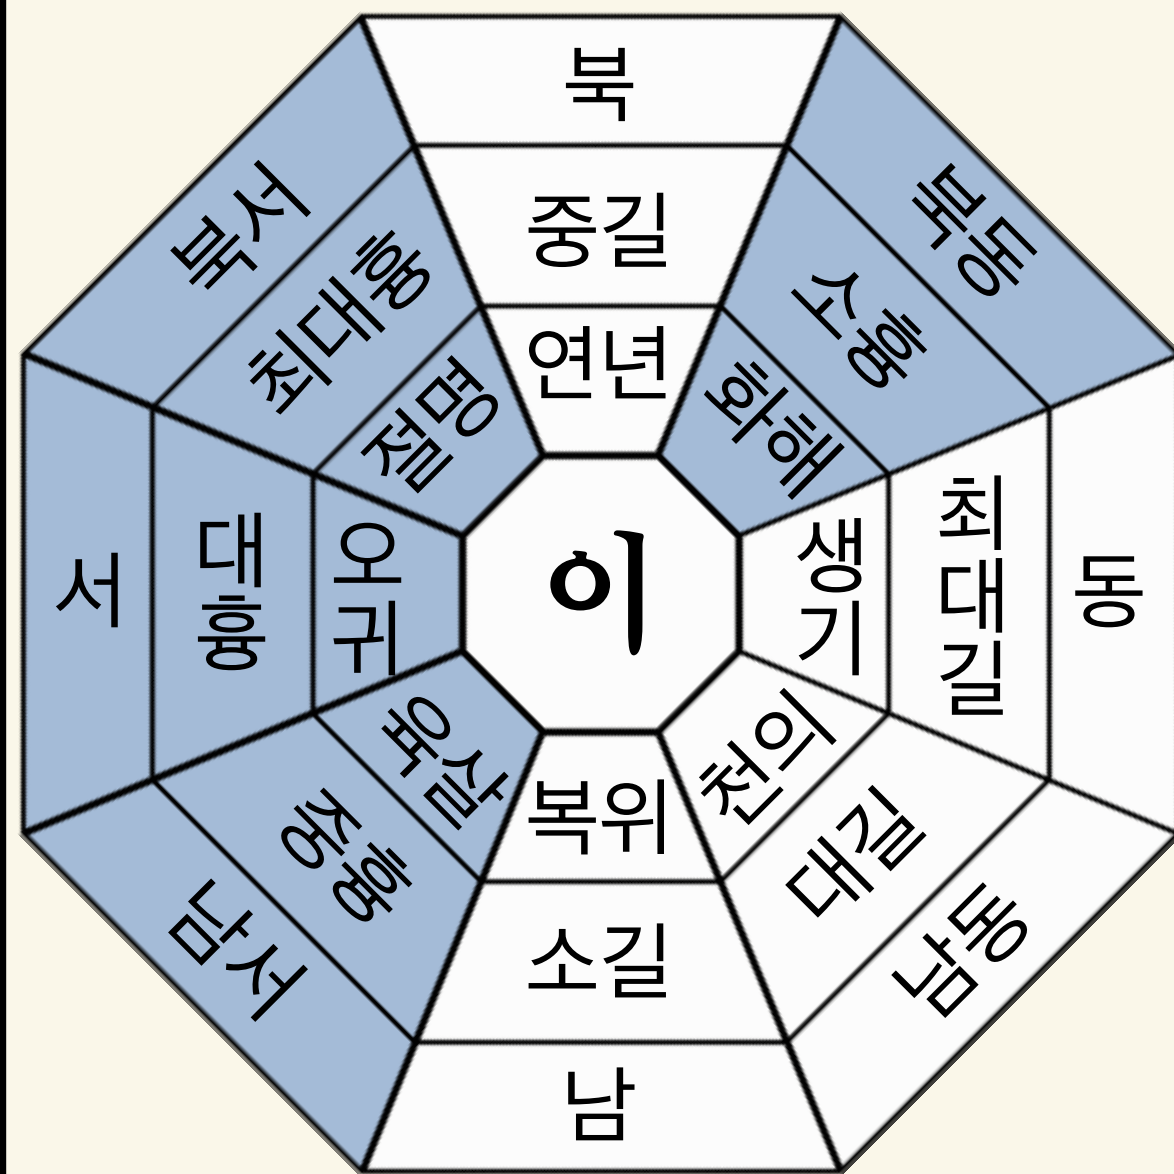 북
중길
연년
북동
소흉
화해
동
최대길
생기
남동
대길
천의
남
소길
복위
남서
중흉
육살
서
대흉
오귀
북서
최대흉
절명
이